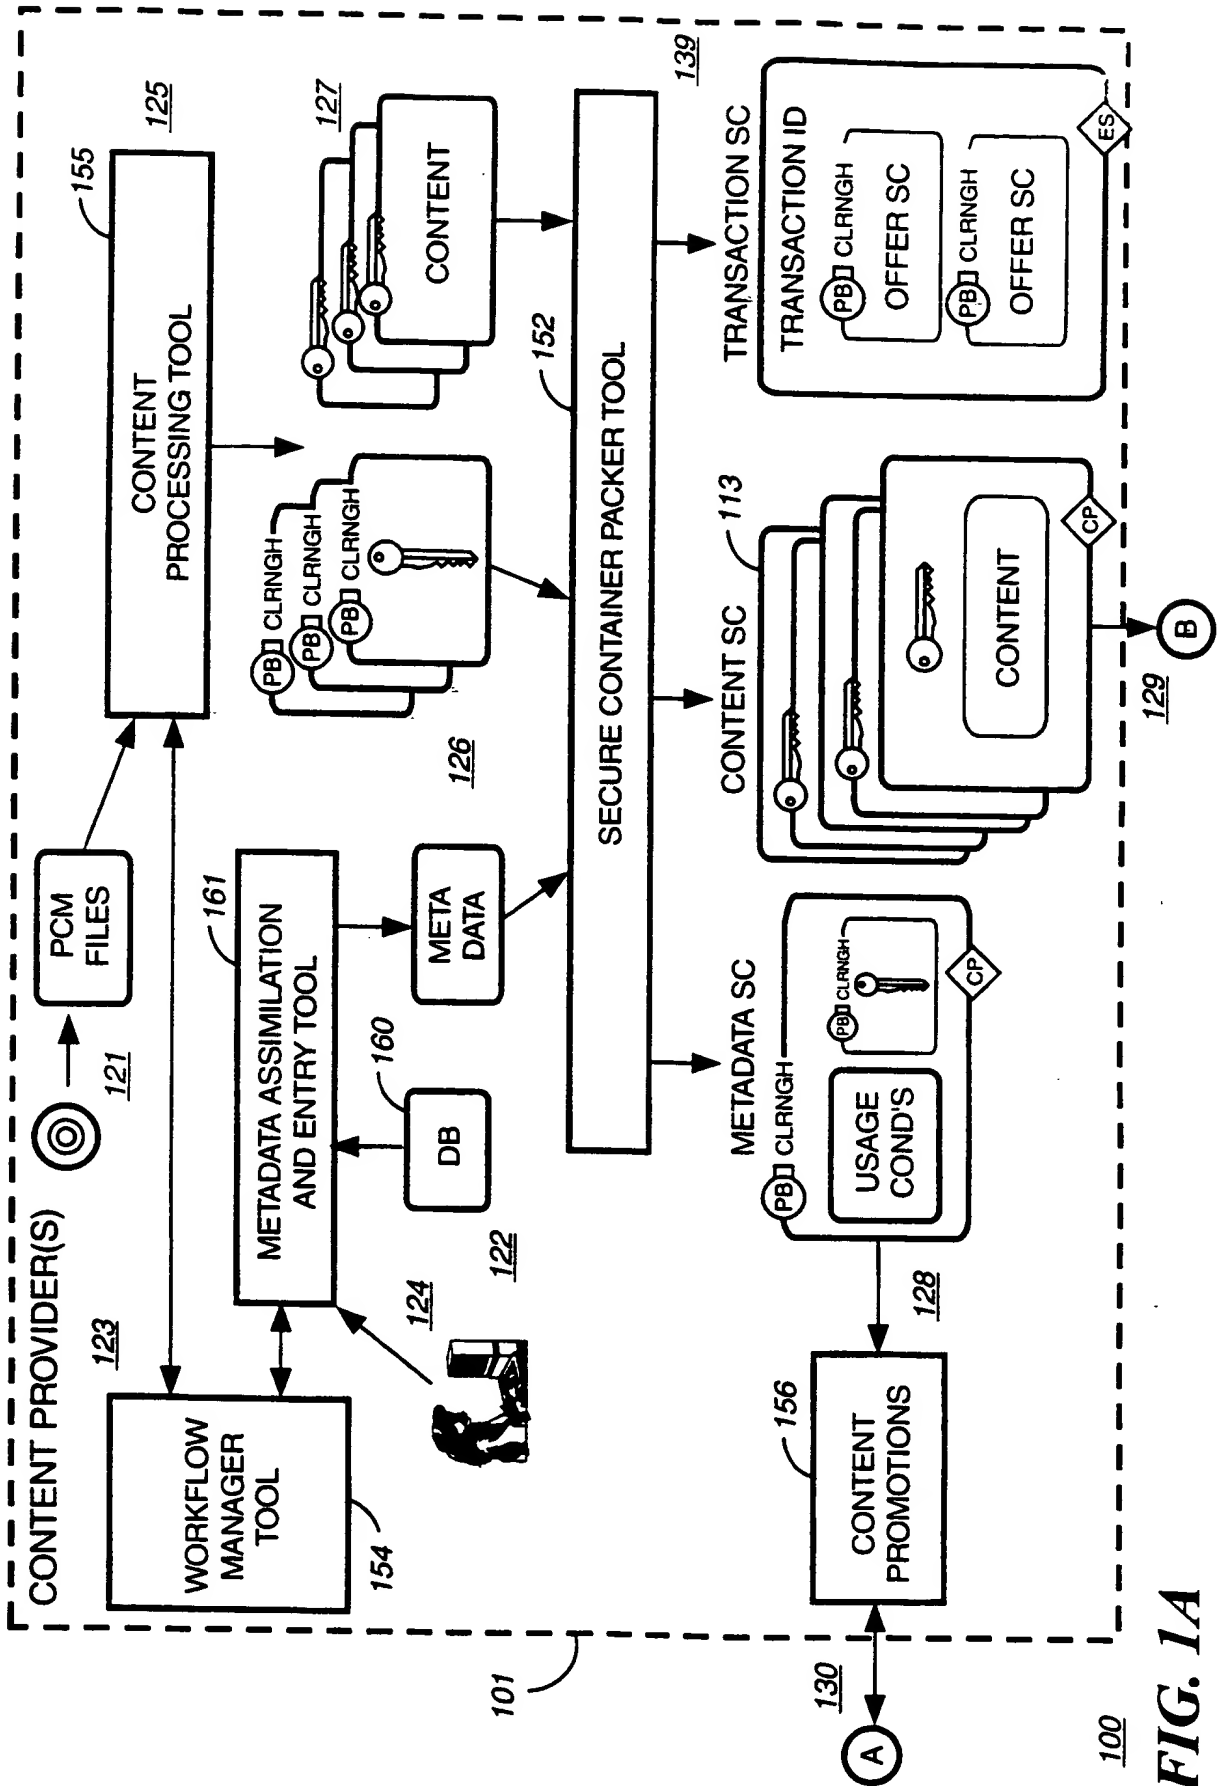 CONTENT PROVIDER(S)
123
121
PCM
FILES
155
125
CONTENT
PROCESSING TOOL
WORKFLOW
MANAGER
TOOL
154
161
METADATA ASSIMILATION
AND ENTRY TOOL
124
122
160
DB
META
DATA
126
PB CLRNGH
PB CLRNGH
PB CLRNGH
127
CONTENT
152
SECURE CONTAINER PACKER TOOL
139
METADATA SC
PB CLRNGH
USAGE
COND'S
PB CLRNGH
CP
CONTENT SC
113
CONTENT
CP
TRANSACTION SC
TRANSACTION ID
PB CLRNGH
OFFER SC
PB CLRNGH
OFFER SC
ES
128
156
CONTENT
PROMOTIONS
129
B
101
130
A
100
FIG. 1A